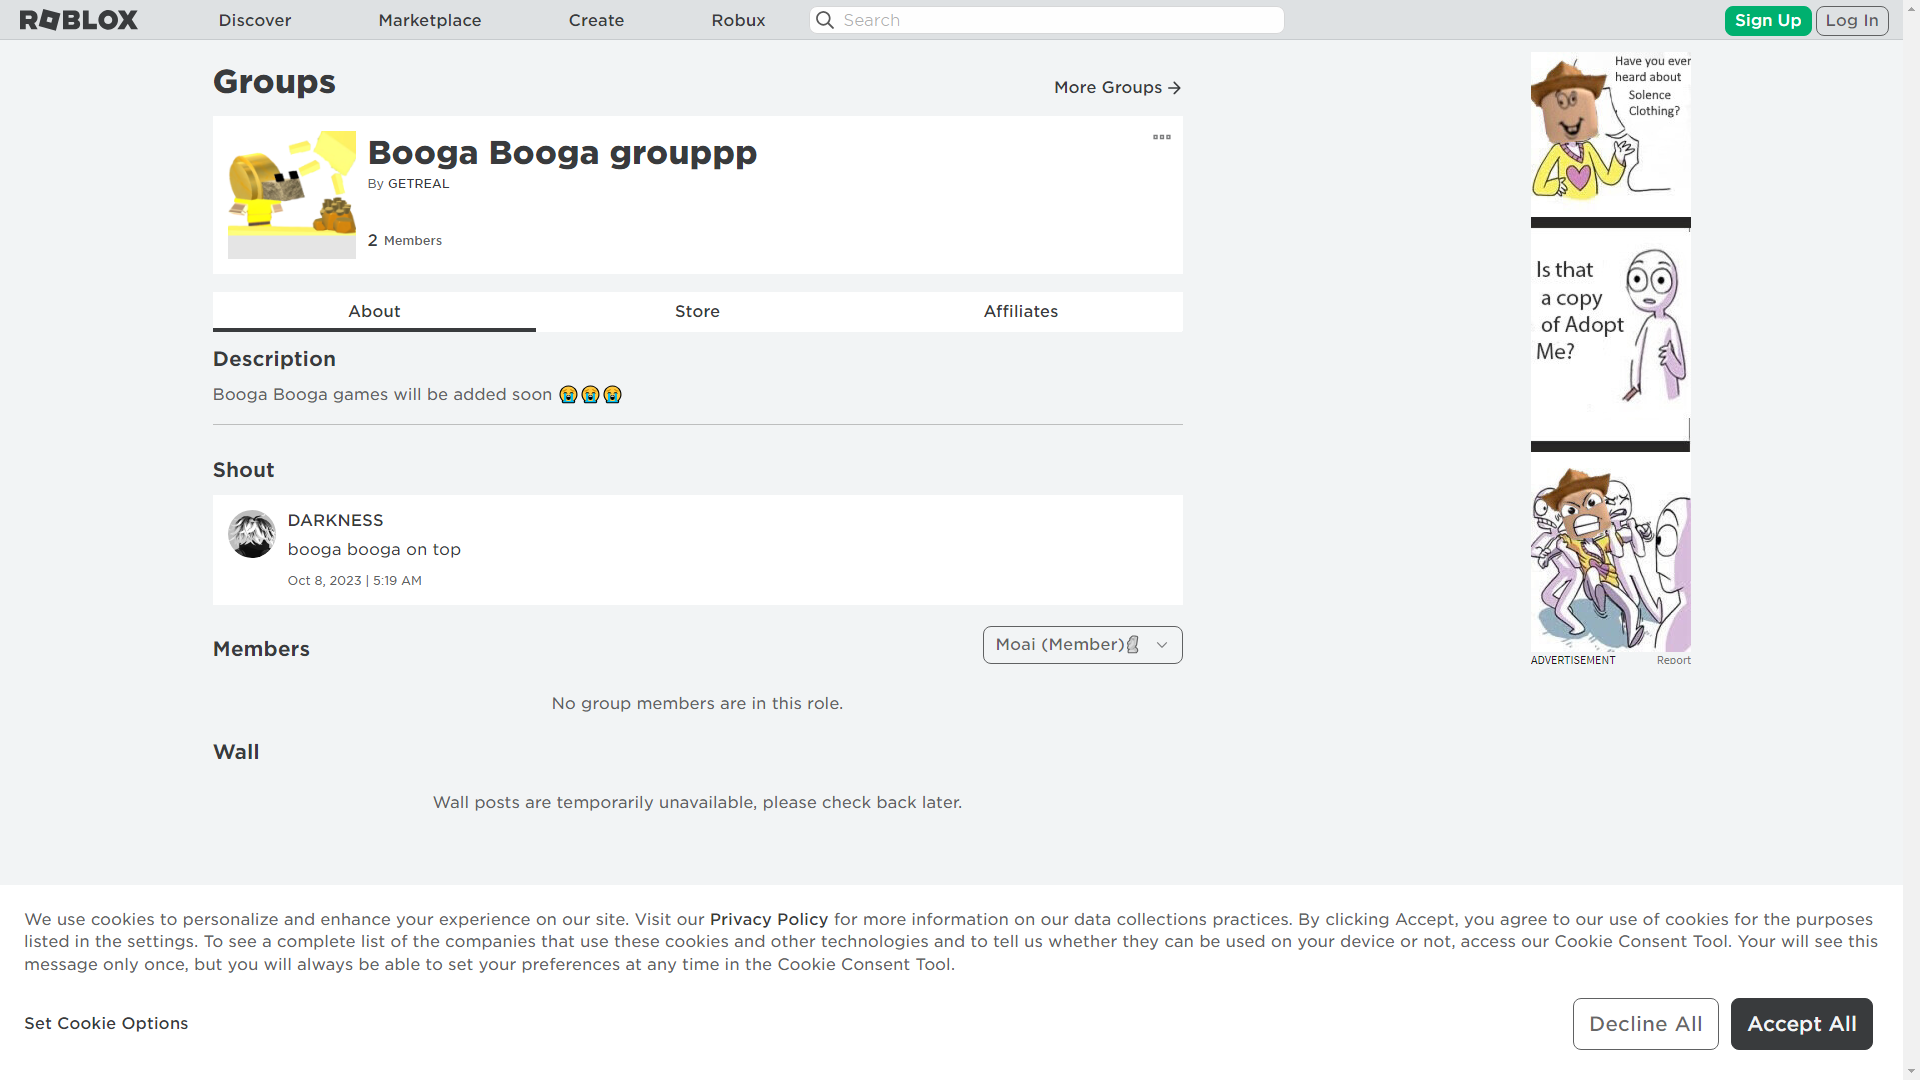 ROBLOX
Discover
Marketplace
Create
Robux
Search
Sign Up
Log In
Groups
More Groups
Booga Booga grouppp
By GETREAL
2 Members
About
Store
Affiliates
Description
Booga Booga games will be added soon 😭😭😭
Shout
DARKNESS
booga booga on top
Oct 8, 2023 | 5:19 AM
Members
Moai (Member)🗿
No group members are in this role.
Wall
Wall posts are temporarily unavailable, please check back later.
Have you ever
heard about
Solence
Clothing?
Is that
a copy
of Adopt
Me?
ADVERTISEMENT
Report
We use cookies to personalize and enhance your experience on our site. Visit our Privacy Policy for more information on our data collections practices. By clicking Accept, you agree to our use of cookies for the purposes
listed in the settings. To see a complete list of the companies that use these cookies and other technologies and to tell us whether they can be used on your device or not, access our Cookie Consent Tool. Your will see this
message only once, but you will always be able to set your preferences at any time in the Cookie Consent Tool.
Set Cookie Options
Decline All
Accept All